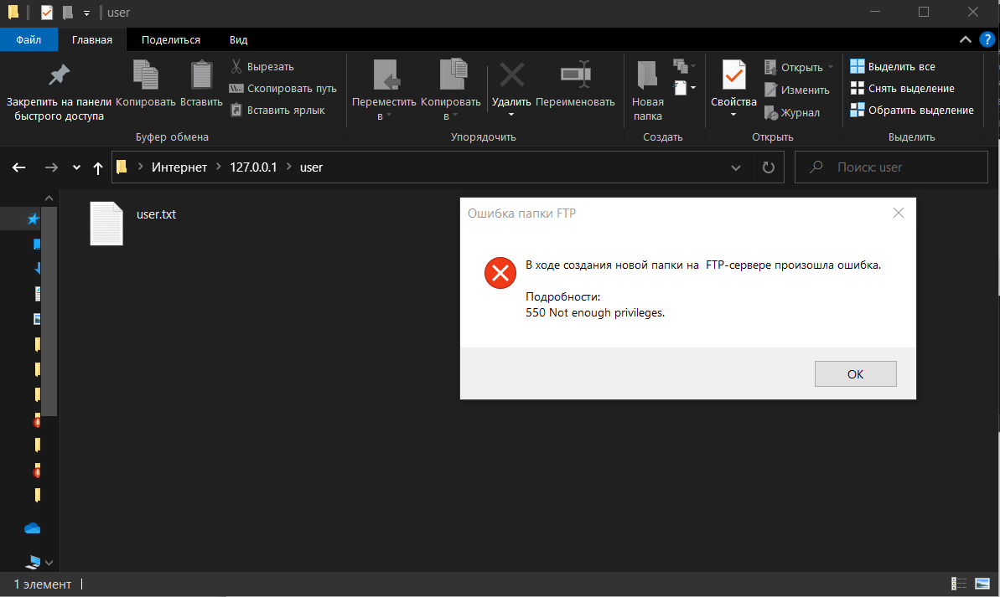 user
Файл Главная Поделиться Вид
Закрепить на панели быстрого доступа
Копировать
Вставить
Вырезать
Скопировать путь
Вставить ярлык
Буфер обмена
Переместить в
Копировать в
Удалить
Переименовать
Упорядочить
Новая папка
Создать
Свойства
Открыть
Изменить
Журнал
Открыть
Выделить все
Снять выделение
Обратить выделение
Выделить
Интернет > 127.0.0.1 > user
Поиск: user
user.txt
Ошибка папки FTP
В ходе создания новой папки на FTP-сервере произошла ошибка.
Подробности:
550 Not enough privileges.
OK
1 элемент